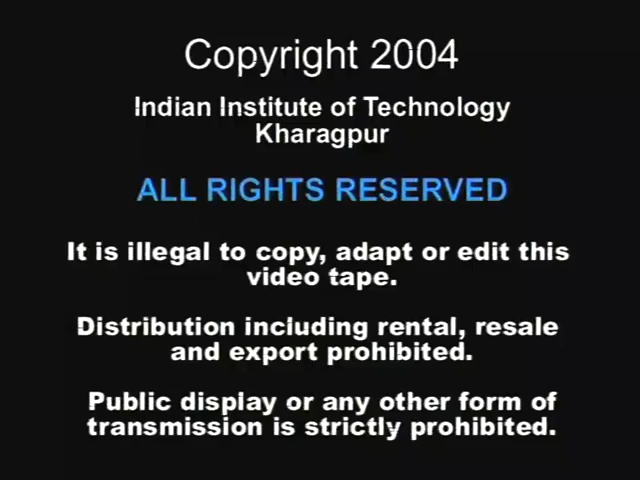 Copyright 2004
Indian Institute of Technology
Kharagpur
ALL RIGHTS RESERVED
It is illegal to copy, adapt or edit this
video tape.
Distribution including rental, resale
and export prohibited.
Public display or any other form of
transmission is strictly prohibited.